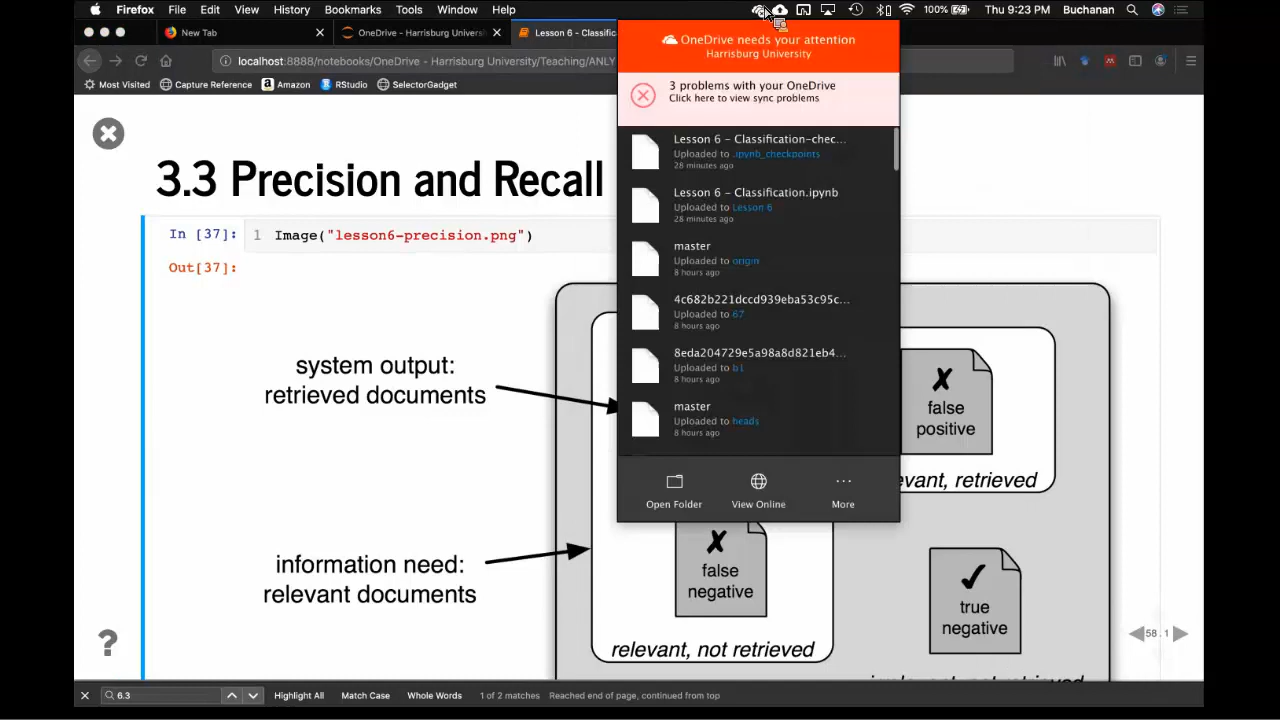 Firefox File Edit View History Bookmarks Tools Window Help 100% Thu 9:23 PM Buchanan
New Tab
OneDrive - Harrisburg Universi
Lesson 6 - Classifica
localhost:8888/notebooks/OneDrive - Harrisburg University/Teaching/ANLY
Most Visited Capture Reference Amazon RStudio SelectorGadget
OneDrive needs your attention
Harrisburg University
3 problems with your OneDrive
Click here to view sync problems
Lesson 6 - Classification-chec...
Uploaded to .ipynb_checkpoints
28 minutes ago
Lesson 6 - Classification.ipynb
Uploaded to Lesson 6
28 minutes ago
master
Uploaded to origin
8 hours ago
4c682b221dccd939eba53c95c...
Uploaded to 67
8 hours ago
8eda204729e5a98a8d821eb4...
Uploaded to b1
8 hours ago
master
Uploaded to heads
8 hours ago
Open Folder View Online More
3.3 Precision and Recall
In [37]: 1 Image("lesson6-precision.png")
Out[37]:
system output:
retrieved documents
false
positive
evant, retrieved
information need:
relevant documents
false
negative
true
negative
relevant, not retrieved
?
58.1
6.3 Highlight All Match Case Whole Words 1 of 2 matches Reached end of page, continued from top